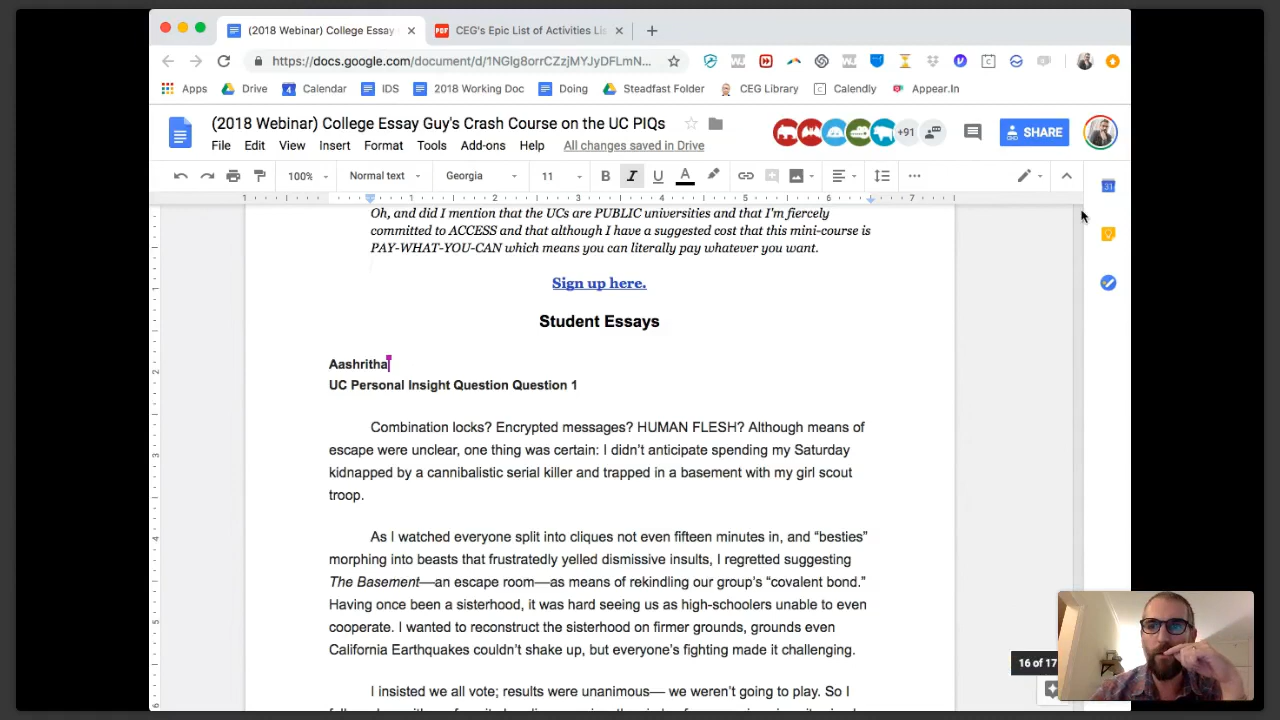 (2018 Webinar) College Essay
CEG's Epic List of Activities Lis
https://docs.google.com/document/d/1NGlg8orrCZzjMYJyDFLmN...
Apps Drive Calendar IDS 2018 Working Doc Doing Steadfast Folder CEG Library Calendly Appear.In
(2018 Webinar) College Essay Guy's Crash Course on the UC PIQs
+91
SHARE
File Edit View Insert Format Tools Add-ons Help All changes saved in Drive
100% Normal text Georgia 11 B I U A
1 1 2 3 4 5 6 7
Oh, and did I mention that the UCs are PUBLIC universities and that I'm fiercely
committed to ACCESS and that although I have a suggested cost that this mini-course is
PAY-WHAT-YOU-CAN which means you can literally pay whatever you want.
Sign up here.
Student Essays
Aashritha
UC Personal Insight Question Question 1
Combination locks? Encrypted messages? HUMAN FLESH? Although means of
escape were unclear, one thing was certain: I didn't anticipate spending my Saturday
kidnapped by a cannibalistic serial killer and trapped in a basement with my girl scout
troop.
As I watched everyone split into cliques not even fifteen minutes in, and “besties”
morphing into beasts that frustratedly yelled dismissive insults, I regretted suggesting
The Basement—an escape room—as means of rekindling our group's “covalent bond.”
Having once been a sisterhood, it was hard seeing us as high-schoolers unable to even
cooperate. I wanted to reconstruct the sisterhood on firmer grounds, grounds even
California Earthquakes couldn't shake up, but everyone's fighting made it challenging.
16 of 17
I insisted we all vote; results were unanimous— we weren't going to play. So I